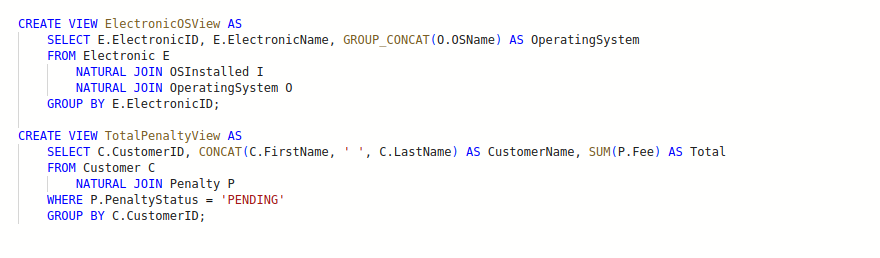 CREATE VIEW ElectronicOSView AS
    SELECT E.ElectronicID, E.ElectronicName, GROUP_CONCAT(O.OSName) AS OperatingSystem
    FROM Electronic E
        NATURAL JOIN OSInstalled I
        NATURAL JOIN OperatingSystem O
    GROUP BY E.ElectronicID;

CREATE VIEW TotalPenaltyView AS
    SELECT C.CustomerID, CONCAT(C.FirstName, ' ', C.LastName) AS CustomerName, SUM(P.Fee) AS Total
    FROM Customer C
        NATURAL JOIN Penalty P
    WHERE P.PenaltyStatus = 'PENDING'
    GROUP BY C.CustomerID;